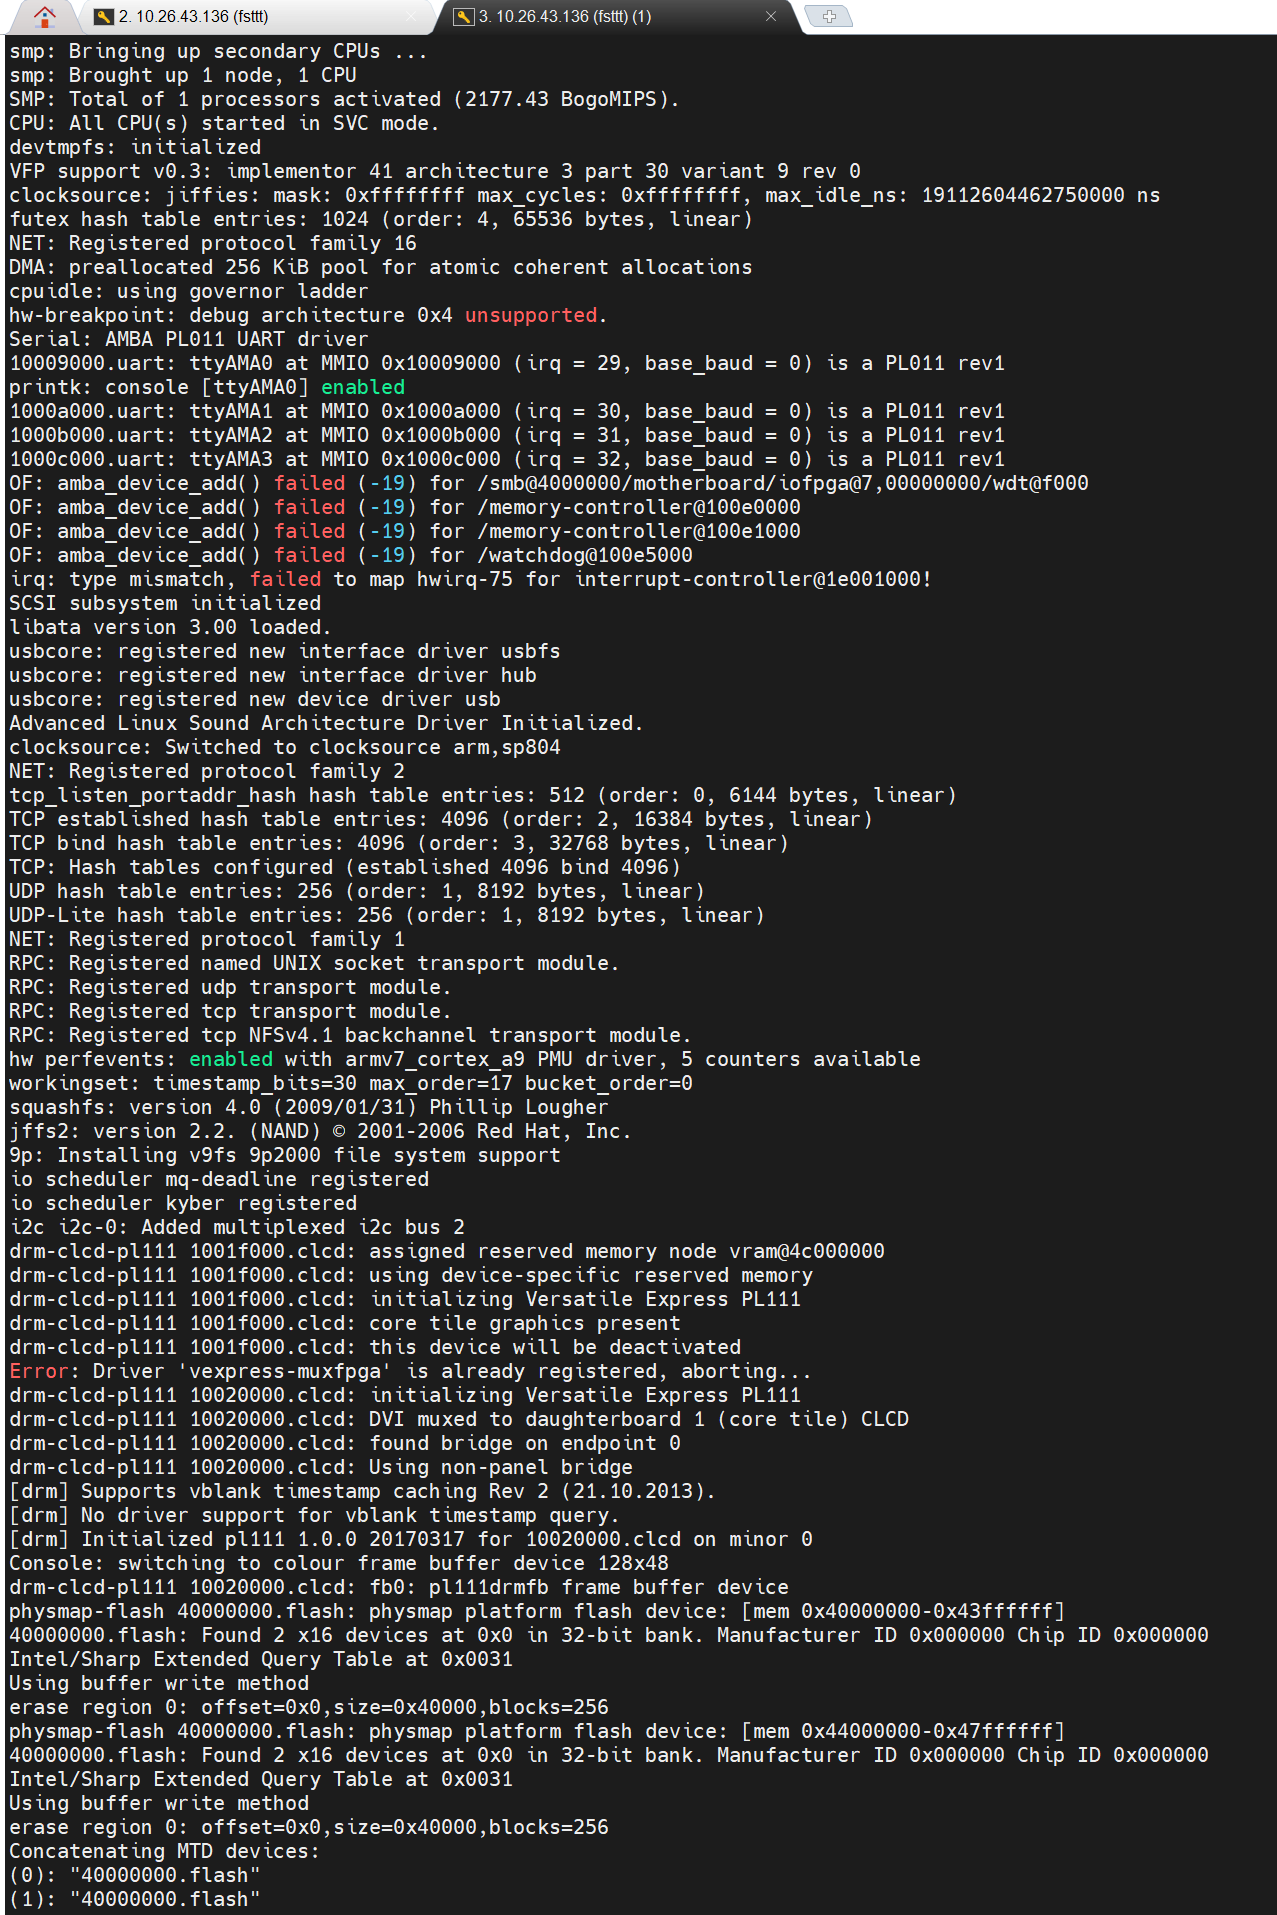 2. 10.26.43.136 (fsttt)
3. 10.26.43.136 (fsttt) (1)
smp: Bringing up secondary CPUs ...
smp: Brought up 1 node, 1 CPU
SMP: Total of 1 processors activated (2177.43 BogoMIPS).
CPU: All CPU(s) started in SVC mode.
devtmpfs: initialized
VFP support v0.3: implementor 41 architecture 3 part 30 variant 9 rev 0
clocksource: jiffies: mask: 0xffffffff max_cycles: 0xffffffff, max_idle_ns: 19112604462750000 ns
futex hash table entries: 1024 (order: 4, 65536 bytes, linear)
NET: Registered protocol family 16
DMA: preallocated 256 KiB pool for atomic coherent allocations
cpuidle: using governor ladder
hw-breakpoint: debug architecture 0x4 unsupported.
Serial: AMBA PL011 UART driver
10009000.uart: ttyAMA0 at MMIO 0x10009000 (irq = 29, base_baud = 0) is a PL011 rev1
printk: console [ttyAMA0] enabled
1000a000.uart: ttyAMA1 at MMIO 0x1000a000 (irq = 30, base_baud = 0) is a PL011 rev1
1000b000.uart: ttyAMA2 at MMIO 0x1000b000 (irq = 31, base_baud = 0) is a PL011 rev1
1000c000.uart: ttyAMA3 at MMIO 0x1000c000 (irq = 32, base_baud = 0) is a PL011 rev1
OF: amba_device_add() failed (-19) for /smb@4000000/motherboard/iofpga@7,00000000/wdt@f000
OF: amba_device_add() failed (-19) for /memory-controller@100e0000
OF: amba_device_add() failed (-19) for /memory-controller@100e1000
OF: amba_device_add() failed (-19) for /watchdog@100e5000
irq: type mismatch, failed to map hwirq-75 for interrupt-controller@1e001000!
SCSI subsystem initialized
libata version 3.00 loaded.
usbcore: registered new interface driver usbfs
usbcore: registered new interface driver hub
usbcore: registered new device driver usb
Advanced Linux Sound Architecture Driver Initialized.
clocksource: Switched to clocksource arm,sp804
NET: Registered protocol family 2
tcp_listen_portaddr_hash hash table entries: 512 (order: 0, 6144 bytes, linear)
TCP established hash table entries: 4096 (order: 2, 16384 bytes, linear)
TCP bind hash table entries: 4096 (order: 3, 32768 bytes, linear)
TCP: Hash tables configured (established 4096 bind 4096)
UDP hash table entries: 256 (order: 1, 8192 bytes, linear)
UDP-Lite hash table entries: 256 (order: 1, 8192 bytes, linear)
NET: Registered protocol family 1
RPC: Registered named UNIX socket transport module.
RPC: Registered udp transport module.
RPC: Registered tcp transport module.
RPC: Registered tcp NFSv4.1 backchannel transport module.
hw perfevents: enabled with armv7_cortex_a9 PMU driver, 5 counters available
workingset: timestamp_bits=30 max_order=17 bucket_order=0
squashfs: version 4.0 (2009/01/31) Phillip Lougher
jffs2: version 2.2. (NAND) © 2001-2006 Red Hat, Inc.
9p: Installing v9fs 9p2000 file system support
io scheduler mq-deadline registered
io scheduler kyber registered
i2c i2c-0: Added multiplexed i2c bus 2
drm-clcd-pl111 1001f000.clcd: assigned reserved memory node vram@4c000000
drm-clcd-pl111 1001f000.clcd: using device-specific reserved memory
drm-clcd-pl111 1001f000.clcd: initializing Versatile Express PL111
drm-clcd-pl111 1001f000.clcd: core tile graphics present
drm-clcd-pl111 1001f000.clcd: this device will be deactivated
Error: Driver 'vexpress-muxfpga' is already registered, aborting...
drm-clcd-pl111 10020000.clcd: initializing Versatile Express PL111
drm-clcd-pl111 10020000.clcd: DVI muxed to daughterboard 1 (core tile) CLCD
drm-clcd-pl111 10020000.clcd: found bridge on endpoint 0
drm-clcd-pl111 10020000.clcd: Using non-panel bridge
[drm] Supports vblank timestamp caching Rev 2 (21.10.2013).
[drm] No driver support for vblank timestamp query.
[drm] Initialized pl111 1.0.0 20170317 for 10020000.clcd on minor 0
Console: switching to colour frame buffer device 128x48
drm-clcd-pl111 10020000.clcd: fb0: pl111drmfb frame buffer device
physmap-flash 40000000.flash: physmap platform flash device: [mem 0x40000000-0x43ffffff]
40000000.flash: Found 2 x16 devices at 0x0 in 32-bit bank. Manufacturer ID 0x000000 Chip ID 0x000000
Intel/Sharp Extended Query Table at 0x0031
Using buffer write method
erase region 0: offset=0x0,size=0x40000,blocks=256
physmap-flash 40000000.flash: physmap platform flash device: [mem 0x44000000-0x47ffffff]
40000000.flash: Found 2 x16 devices at 0x0 in 32-bit bank. Manufacturer ID 0x000000 Chip ID 0x000000
Intel/Sharp Extended Query Table at 0x0031
Using buffer write method
erase region 0: offset=0x0,size=0x40000,blocks=256
Concatenating MTD devices:
(0): "40000000.flash"
(1): "40000000.flash"